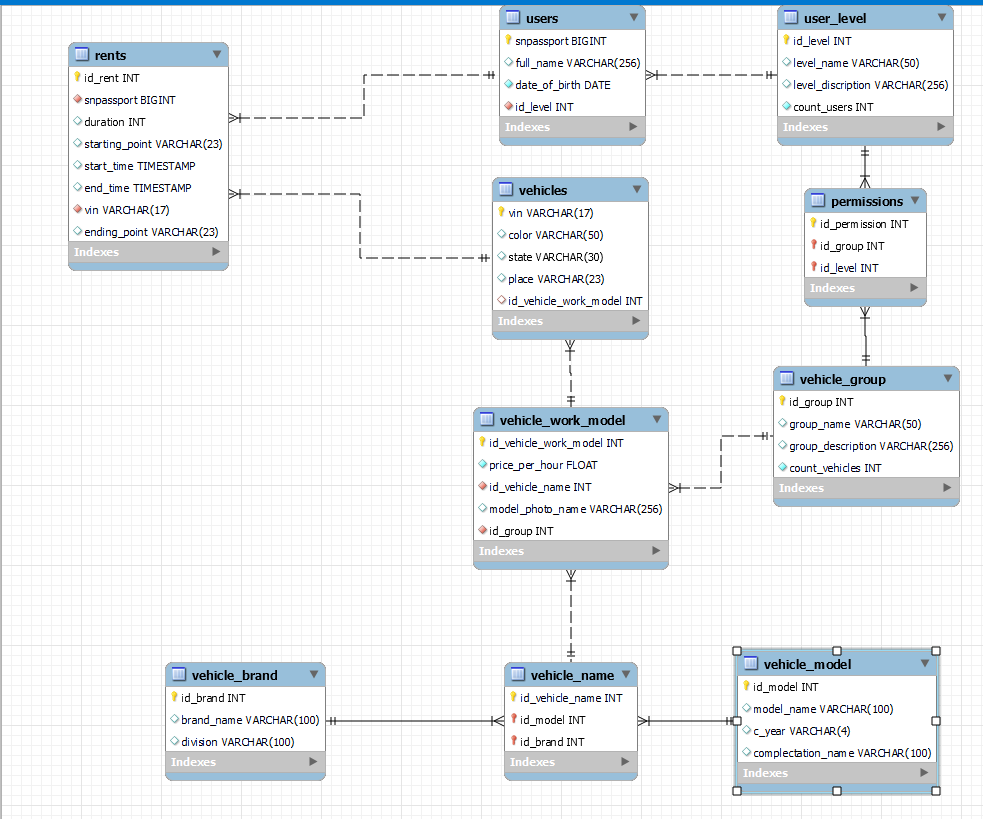 rents
id_rent INT
snpassport BIGINT
duration INT
starting_point VARCHAR(23)
start_time TIMESTAMP
end_time TIMESTAMP
vin VARCHAR(17)
ending_point VARCHAR(23)
Indexes
users
snpassport BIGINT
full_name VARCHAR(256)
date_of_birth DATE
id_level INT
Indexes
user_level
id_level INT
level_name VARCHAR(50)
level_discription VARCHAR(256)
count_users INT
Indexes
vehicles
vin VARCHAR(17)
color VARCHAR(50)
state VARCHAR(30)
place VARCHAR(23)
id_vehicle_work_model INT
Indexes
permissions
id_permission INT
id_group INT
id_level INT
Indexes
vehicle_group
id_group INT
group_name VARCHAR(50)
group_description VARCHAR(256)
count_vehicles INT
Indexes
vehicle_work_model
id_vehicle_work_model INT
price_per_hour FLOAT
id_vehicle_name INT
model_photo_name VARCHAR(256)
id_group INT
Indexes
vehicle_brand
id_brand INT
brand_name VARCHAR(100)
division VARCHAR(100)
Indexes
vehicle_name
id_vehicle_name INT
id_model INT
id_brand INT
Indexes
vehicle_model
id_model INT
model_name VARCHAR(100)
c_year VARCHAR(4)
complectation_name VARCHAR(100)
Indexes